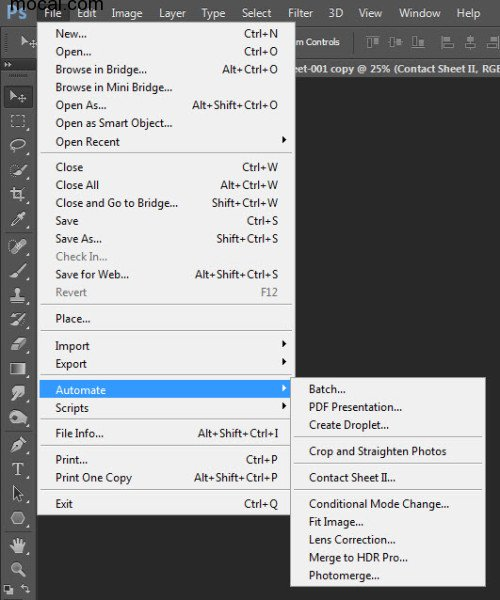 mocal.com
Ps File Edit Image Layer Type Select Filter 3D View Window Help
New... Ctrl+N
Open... Ctrl+O
m Controls
Browse in Bridge... Alt+Ctrl+O
Browse in Mini Bridge...
eet-001 copy @ 25% (Contact Sheet II, RGE
Open As... Alt+Shift+Ctrl+O
Open as Smart Object...
Open Recent
Close Ctrl+W
Close All Alt+Ctrl+W
Close and Go to Bridge... Shift+Ctrl+W
Save Ctrl+S
Save As... Shift+Ctrl+S
Check In...
Save for Web... Alt+Shift+Ctrl+S
Revert F12
Place...
Import
Export
Automate
Scripts
File Info... Alt+Shift+Ctrl+I
Print... Ctrl+P
Print One Copy Alt+Shift+Ctrl+P
Exit Ctrl+Q
Batch...
PDF Presentation...
Create Droplet...
Crop and Straighten Photos
Contact Sheet II...
Conditional Mode Change...
Fit Image...
Lens Correction...
Merge to HDR Pro...
Photomerge...